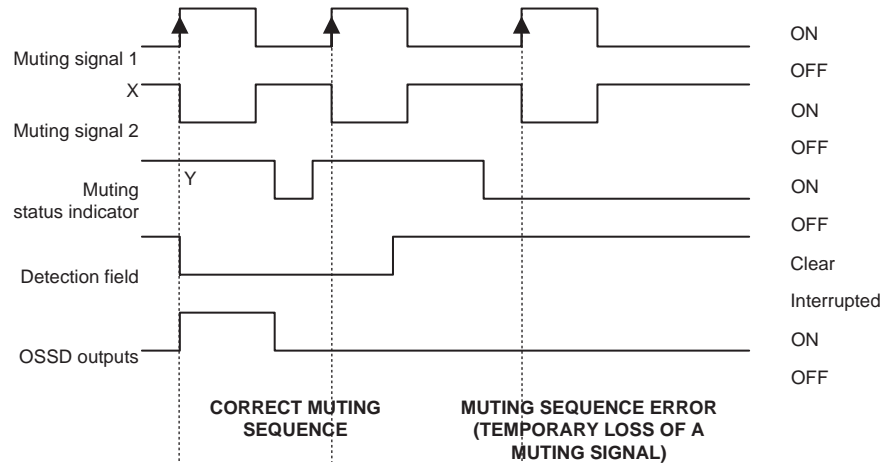 Muting signal 1
ON
OFF
X
Muting signal 2
ON
OFF
Y
Muting
status indicator
ON
OFF
Detection field
Clear
Interrupted
OSSD outputs
ON
OFF
CORRECT MUTING
SEQUENCE
MUTING SEQUENCE ERROR
(TEMPORARY LOSS OF A
MUTING SIGNAL)